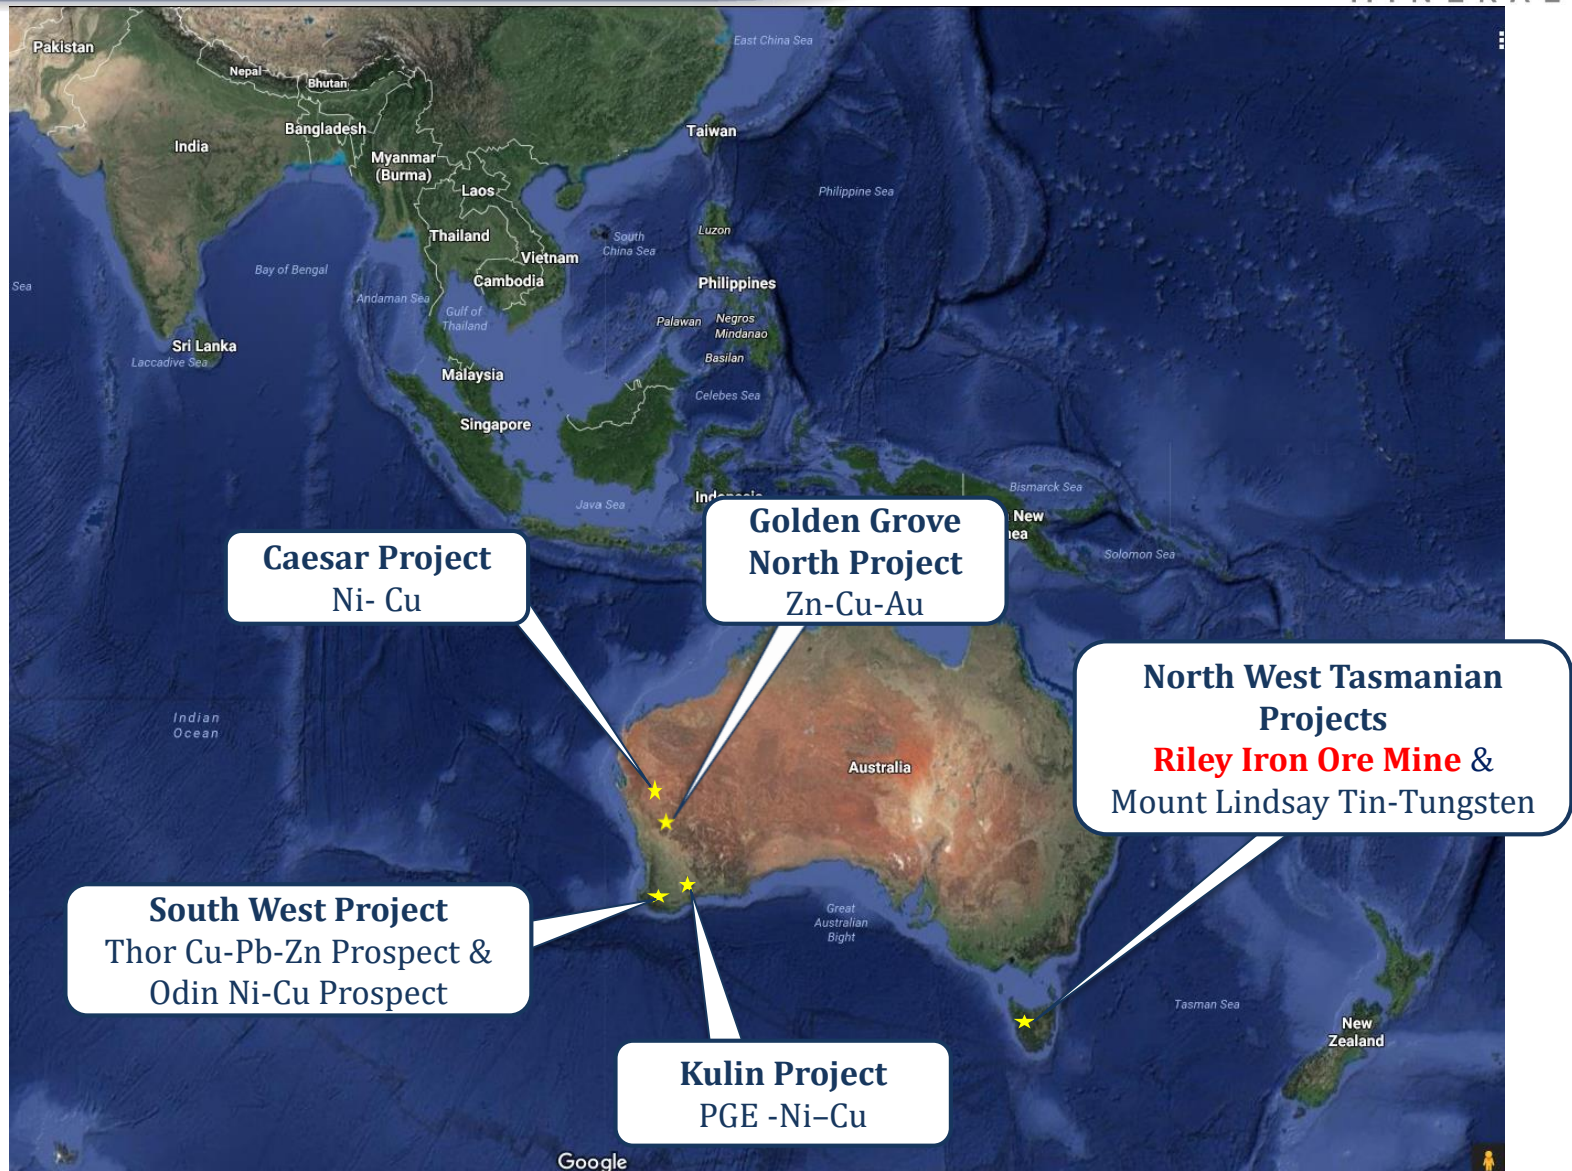 Pakistan
Nepal
Bhutan
East China Sea
Bangladesh
Taiwan
India
Myanmar
(Burma)
Laos
Philippine Sea
Thailand
Luzon
South
China Sea
Vietnam
Bay of Bengal
Cambodia
Philippines
Sea
Andaman Sea
Gulf of
Thailand
Palawan
Negros
Mindanao
Sri Lanka
Laccadive Sea
Basilan
Malaysia
Celebes Sea
Singapore
Java Sea
Bismarck Sea
New
Solomon Sea
Caesar Project
Ni- Cu
Golden Grove
North Project
Zn-Cu-Au
North West Tasmanian
Projects
Riley Iron Ore Mine &
Mount Lindsay Tin-Tungsten
Indian
Ocean
Australia
South West Project
Thor Cu-Pb-Zn Prospect &
Odin Ni-Cu Prospect
Great
Australian
Bight
Tasman Sea
New
Zealand
Kulin Project
PGE -Ni–Cu
Google